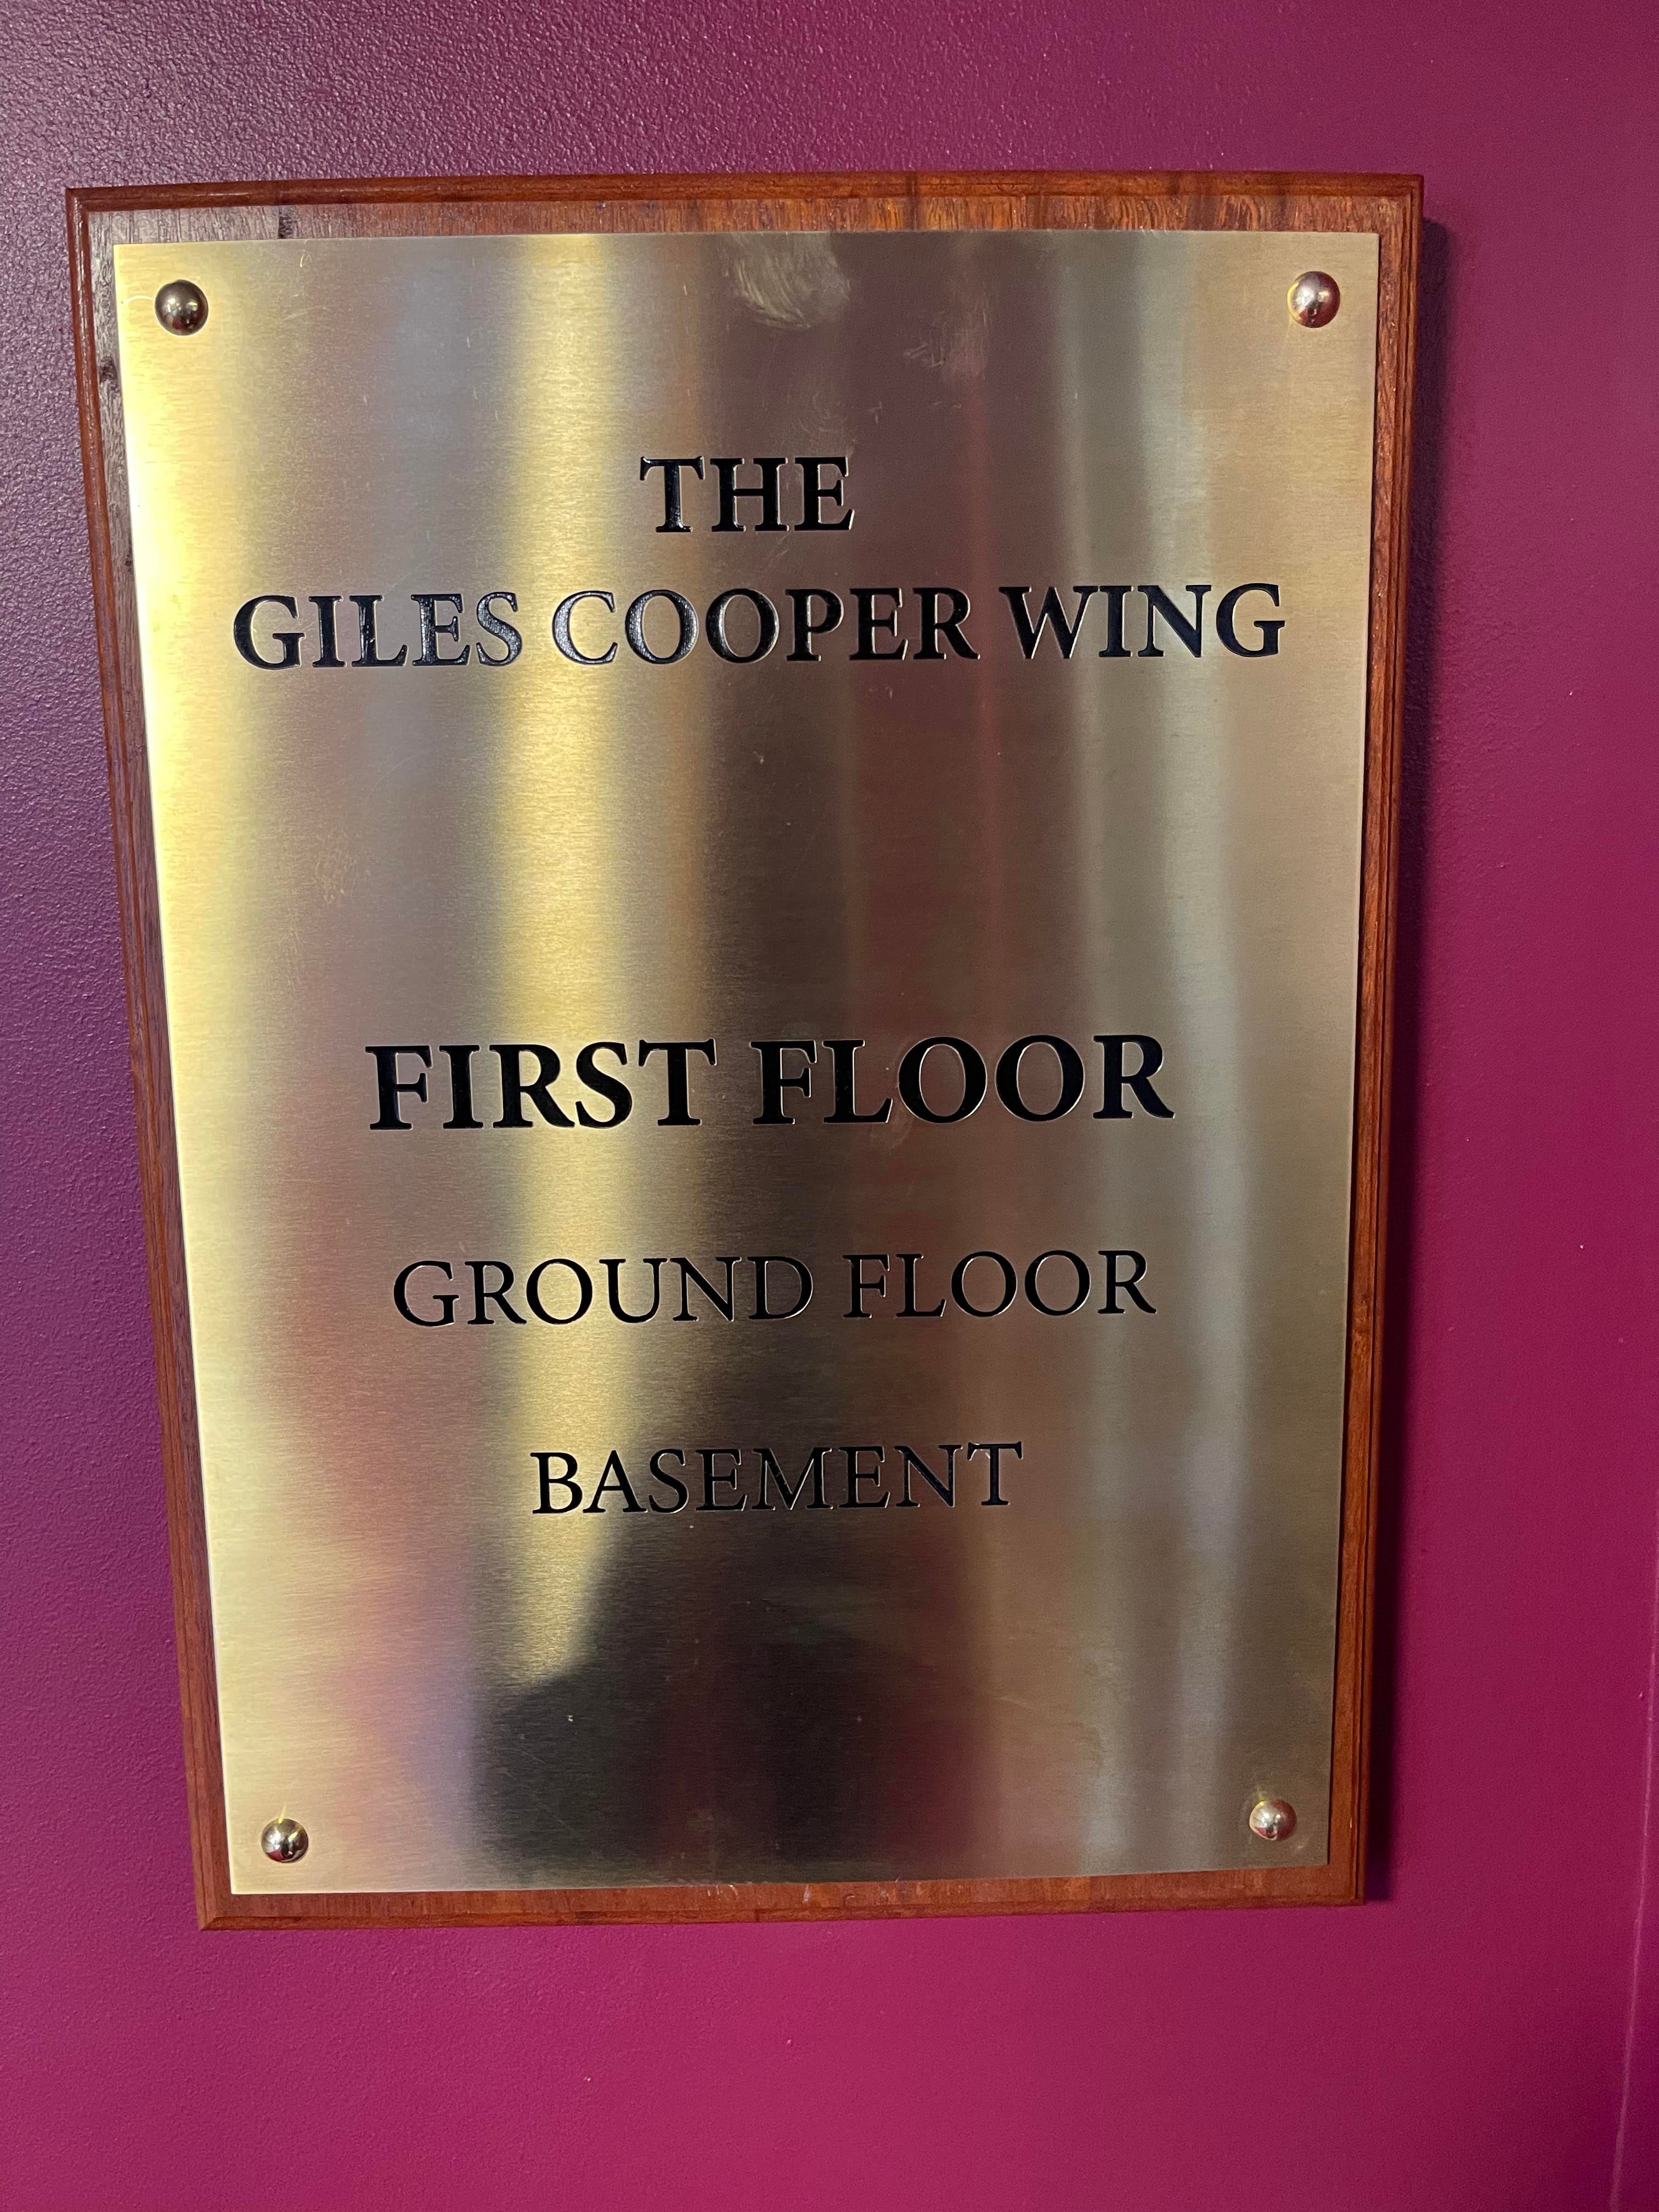 THE
GILES COOPER WING
FIRST FLOOR
GROUND FLOOR
BASEMENT